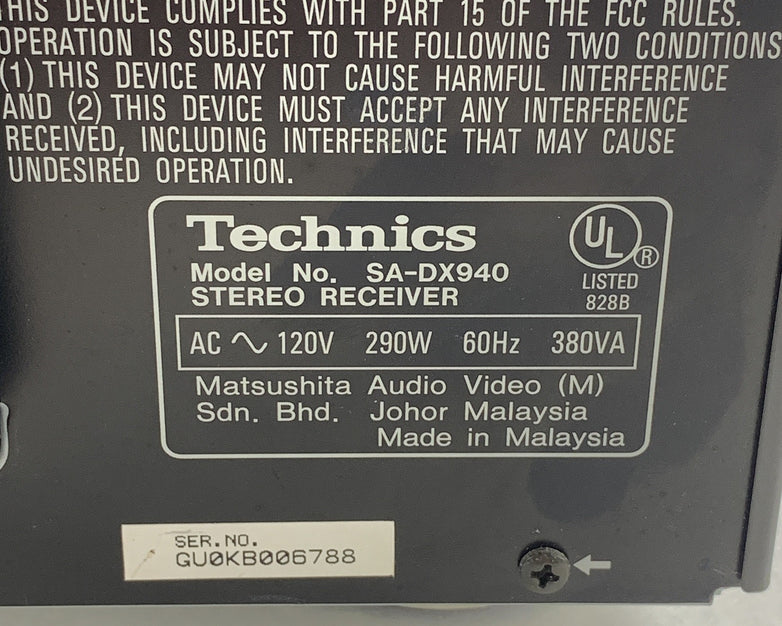 THIS DEVICE COMPLIES WITH PART 15 OF THE FCC RULES.
OPERATION IS SUBJECT TO THE FOLLOWING TWO CONDITIONS
(1) THIS DEVICE MAY NOT CAUSE HARMFUL INTERFERENCE
AND (2) THIS DEVICE MUST ACCEPT ANY INTERFERENCE
RECEIVED, INCLUDING INTERFERENCE THAT MAY CAUSE
UNDESIRED OPERATION.
Technics
UL ®
Model No. SA-DX940
LISTED
STEREO RECEIVER
828B
AC ∿ 120V 290W 60Hz 380VA
Matsushita Audio Video (M)
Sdn. Bhd. Johor Malaysia
Made in Malaysia
SER.NO.
GU0KB006788